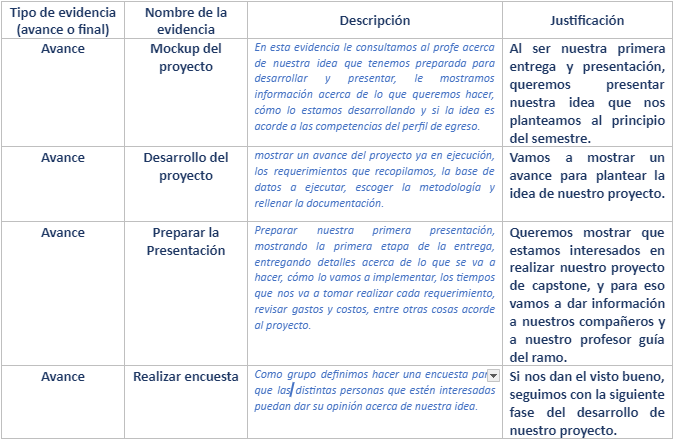 Tipo de evidencia
(avance o final)
Nombre de la
evidencia
Descripción
Justificación
Avance
Mockup del
proyecto
En esta evidencia le consultamos al profe acerca
de nuestra idea que tenemos preparada para
desarrollar y presentar, le mostramos
información acerca de lo que queremos hacer,
cómo lo estamos desarrollando y si la idea es
acorde a las competencias del perfil de egreso.
Al ser nuestra primera
entrega y presentación,
queremos presentar
nuestra idea que nos
planteamos al principio
del semestre.
Avance
Desarrollo del
proyecto
mostrar un avance del proyecto ya en ejecución,
los requerimientos que recopilamos, la base de
datos a ejecutar, escoger la metodología y
rellenar la documentación.
Vamos a mostrar un
avance para plantear la
idea de nuestro proyecto.
Avance
Preparar la
Presentación
Preparar nuestra primera presentación,
mostrando la primera etapa de la entrega,
entregando detalles acerca de lo que se va a
hacer, cómo lo vamos a implementar, los tiempos
que nos va a tomar realizar cada requerimiento,
revisar gastos y costos, entre otras cosas acorde
al proyecto.
Queremos mostrar que
estamos interesados en
realizar nuestro proyecto
de capstone, y para eso
vamos a dar información
a nuestros compañeros y
a nuestro profesor guía
del ramo.
Avance
Realizar encuesta
Como grupo definimos hacer una encuesta para
que las distintas personas que estén interesadas
puedan dar su opinión acerca de nuestra idea.
Si nos dan el visto bueno,
seguimos con la siguiente
fase del desarrollo de
nuestro proyecto.